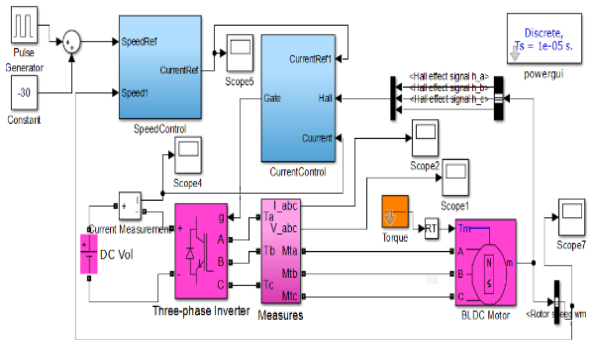 Pulse
Generator
-30
Constant
SpeedRef
CurrentRef
Speed1
SpeedControl
Scope5
CurrentRef1
Gate
Hall
Cuurrent
CurrentControl
<Hall effect signal h_a>
<Hall effect signal h_b>
<Hall effect signal h_c>
Discrete,
Ts = 1e-05 s.
powergui
Scope4
Scope2
Scope1
Scope7
+
-
i
Current Measurement
DC Vol
+
-
g
A
B
C
Three-phase Inverter
I_abc
Ta
V_abc
Tb
Mta
Mtb
Tc
Mtc
Measures
Torque
RT
Tm
A
B
C
N
S
m
BLDC Motor
<Rotor speed wm